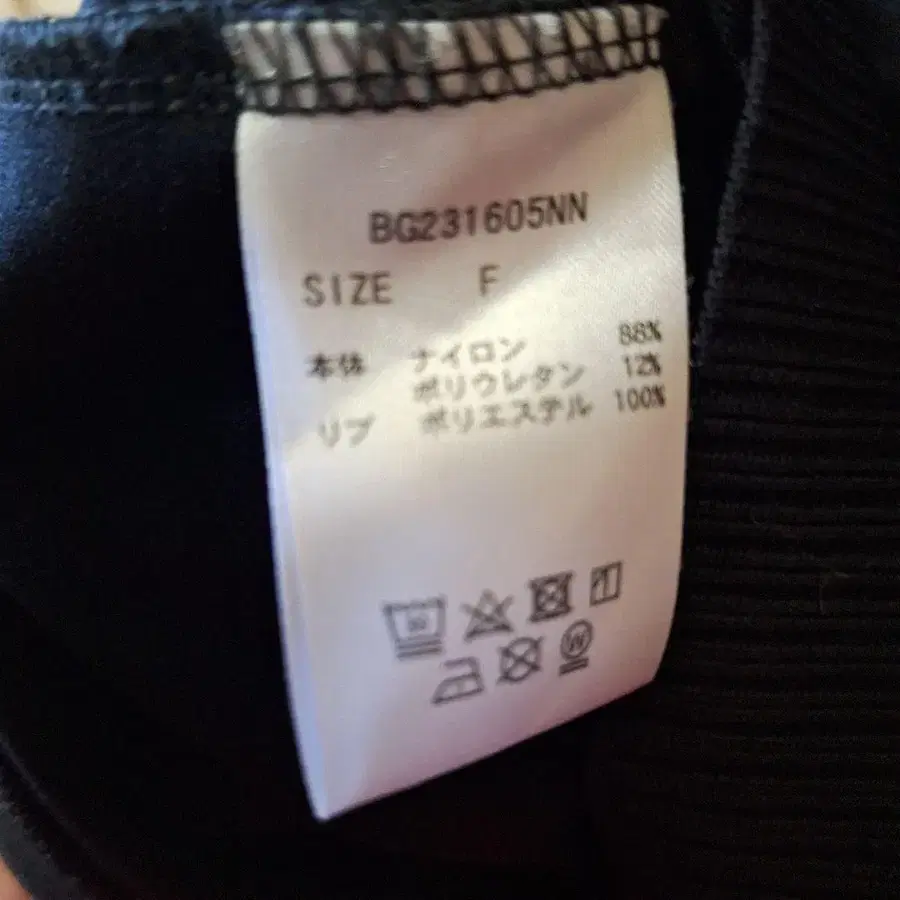 BG231605NN
SIZE F
本体 ナイロン 88%
ポリウレタン 12%
リブ ポリエステル 100%